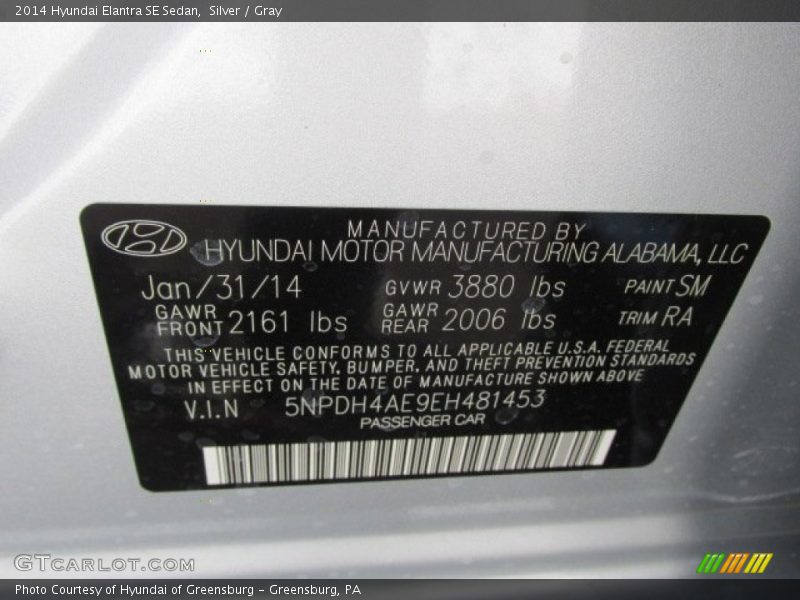 2014 Hyundai Elantra SE Sedan,  Silver / Gray
MANUFACTURED BY
HYUNDAI MOTOR MANUFACTURING ALABAMA, LLC
Jan/31/14 GVWR 3880 lbs PAINT SM
GAWR FRONT 2161 lbs GAWR REAR 2006 lbs TRIM RA
THIS VEHICLE CONFORMS TO ALL APPLICABLE U.S.A. FEDERAL
MOTOR VEHICLE SAFETY, BUMPER, AND THEFT PREVENTION STANDARDS
IN EFFECT ON THE DATE OF MANUFACTURE SHOWN ABOVE
V.I.N 5NPDH4AE9EH481453
PASSENGER CAR
GTCARLOT.COM
Photo Courtesy of Hyundai of Greensburg - Greensburg, PA